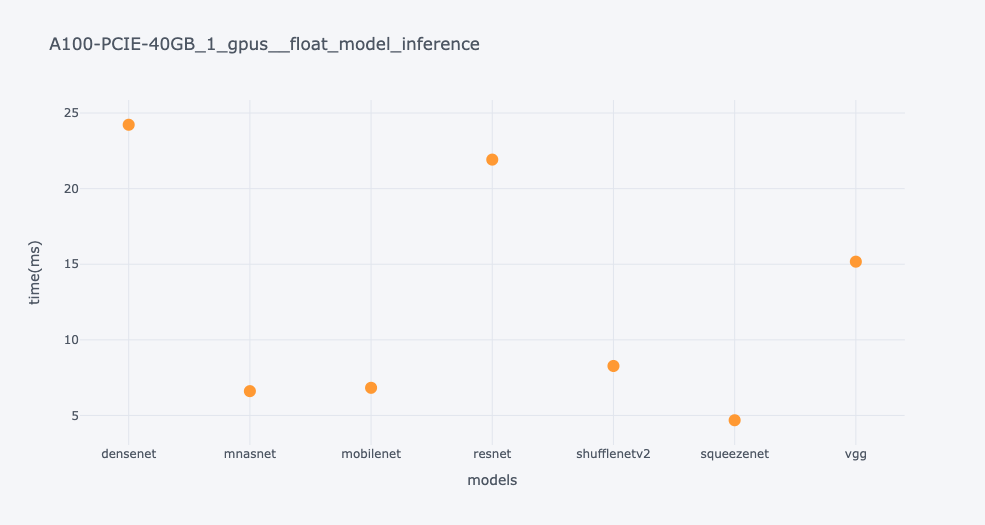 A100-PCIE-40GB_1_gpus__float_model_inference
25
20
15
10
5
time(ms)
densenet mnasnet mobilenet resnet shufflenetv2 squeezenet vgg
models